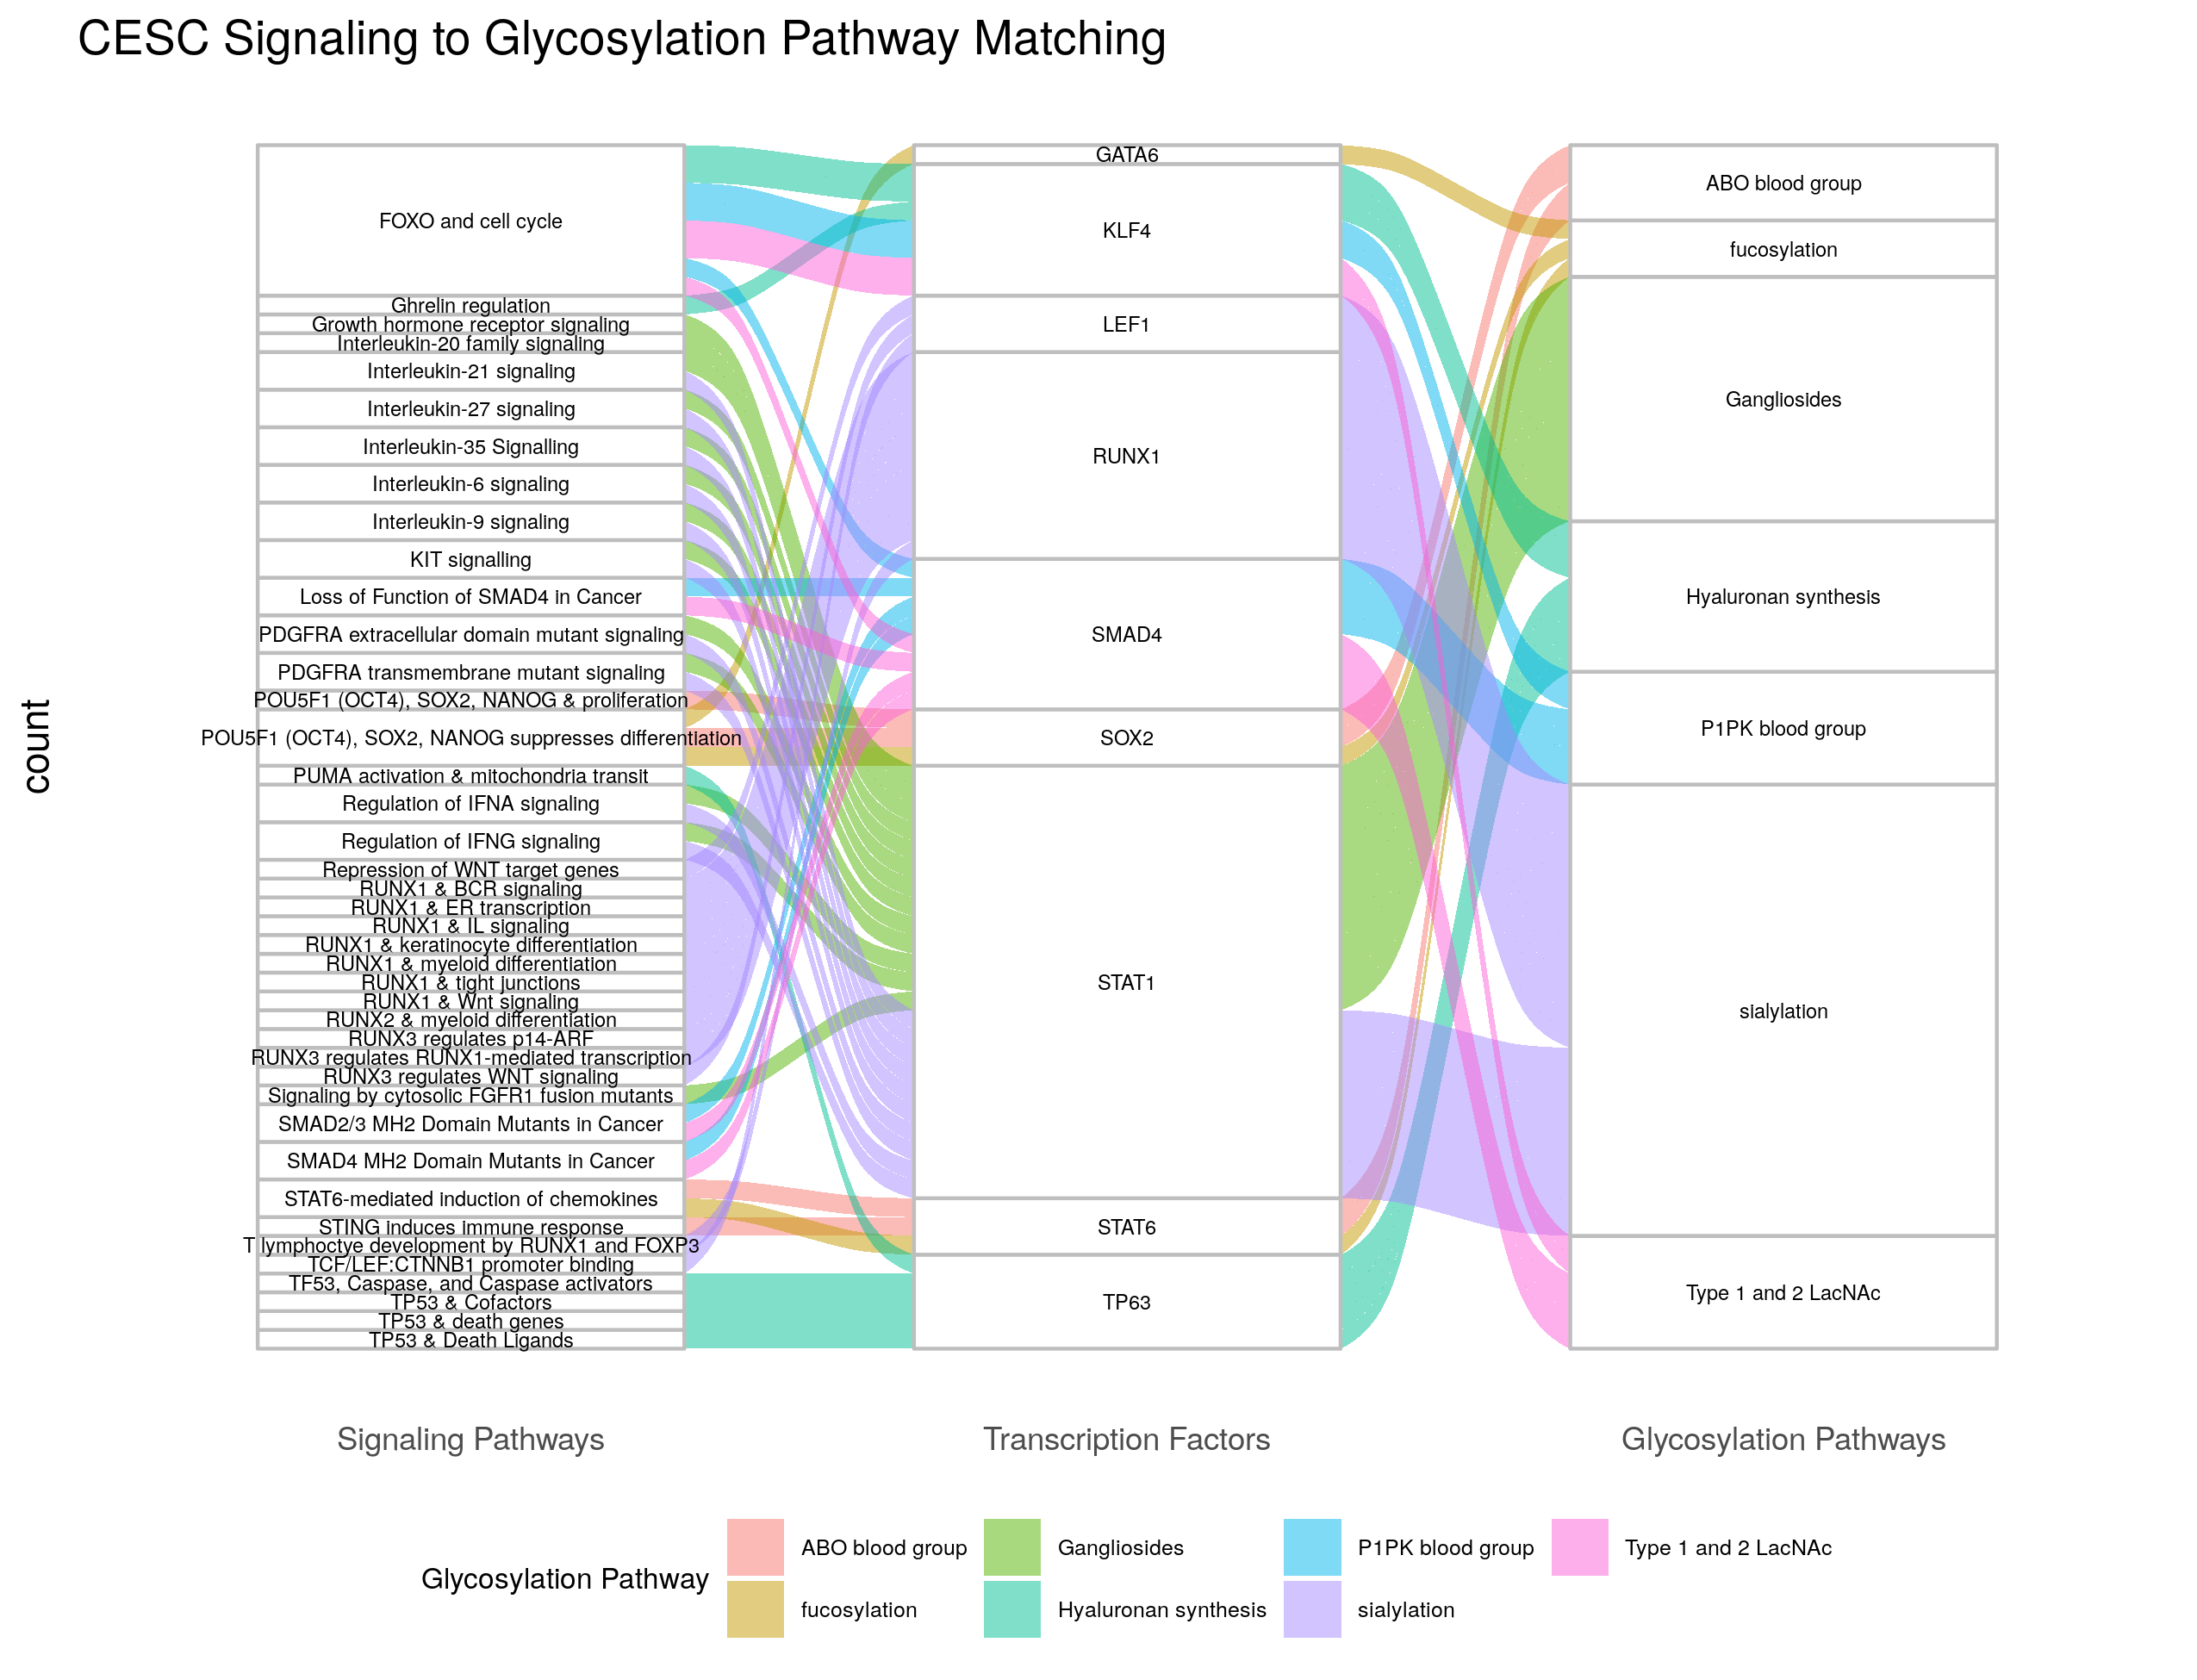 CESC Signaling to Glycosylation Pathway Matching
count
FOXO and cell cycle
Ghrelin regulation
Growth hormone receptor signaling
Interleukin-20 family signaling
Interleukin-21 signaling
Interleukin-27 signaling
Interleukin-35 Signalling
Interleukin-6 signaling
Interleukin-9 signaling
KIT signalling
Loss of Function of SMAD4 in Cancer
PDGFRA extracellular domain mutant signaling
PDGFRA transmembrane mutant signaling
POU5F1 (OCT4), SOX2, NANOG & proliferation
POU5F1 (OCT4), SOX2, NANOG suppresses differentiation
PUMA activation & mitochondria transit
Regulation of IFNA signaling
Regulation of IFNG signaling
Repression of WNT target genes
RUNX1 & BCR signaling
RUNX1 & ER transcription
RUNX1 & IL signaling
RUNX1 & keratinocyte differentiation
RUNX1 & myeloid differentiation
RUNX1 & tight junctions
RUNX1 & Wnt signaling
RUNX2 & myeloid differentiation
RUNX3 regulates p14-ARF
RUNX3 regulates RUNX1-mediated transcription
RUNX3 regulates WNT signaling
Signaling by cytosolic FGFR1 fusion mutants
SMAD2/3 MH2 Domain Mutants in Cancer
SMAD4 MH2 Domain Mutants in Cancer
STAT6-mediated induction of chemokines
STING induces immune response
T lymphoctye development by RUNX1 and FOXP3
TCF/LEF:CTNNB1 promoter binding
TF53, Caspase, and Caspase activators
TP53 & Cofactors
TP53 & death genes
TP53 & Death Ligands
GATA6
KLF4
LEF1
RUNX1
SMAD4
SOX2
STAT1
STAT6
TP63
ABO blood group
fucosylation
Gangliosides
Hyaluronan synthesis
P1PK blood group
sialylation
Type 1 and 2 LacNAc
Signaling Pathways
Transcription Factors
Glycosylation Pathways
Glycosylation Pathway
ABO blood group
fucosylation
Gangliosides
Hyaluronan synthesis
P1PK blood group
sialylation
Type 1 and 2 LacNAc